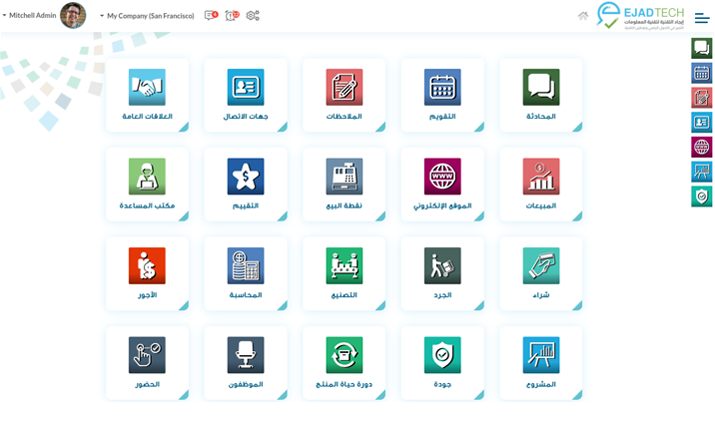 Mitchell Admin
My Company (San Francisco)
EJADTECH
إيجاد التقنية لتقنية المعلومات
المحادثة
التقويم
الملاحظات
جهات الاتصال
العلاقات العامة
المبيعات
الموقع الإلكتروني
نقطة البيع
التقييم
مكتب المساعدة
شراء
الجرد
التصنيع
المحاسبة
الأجور
المشروع
جودة
دورة حياة المنتج
الموظفون
الحضور